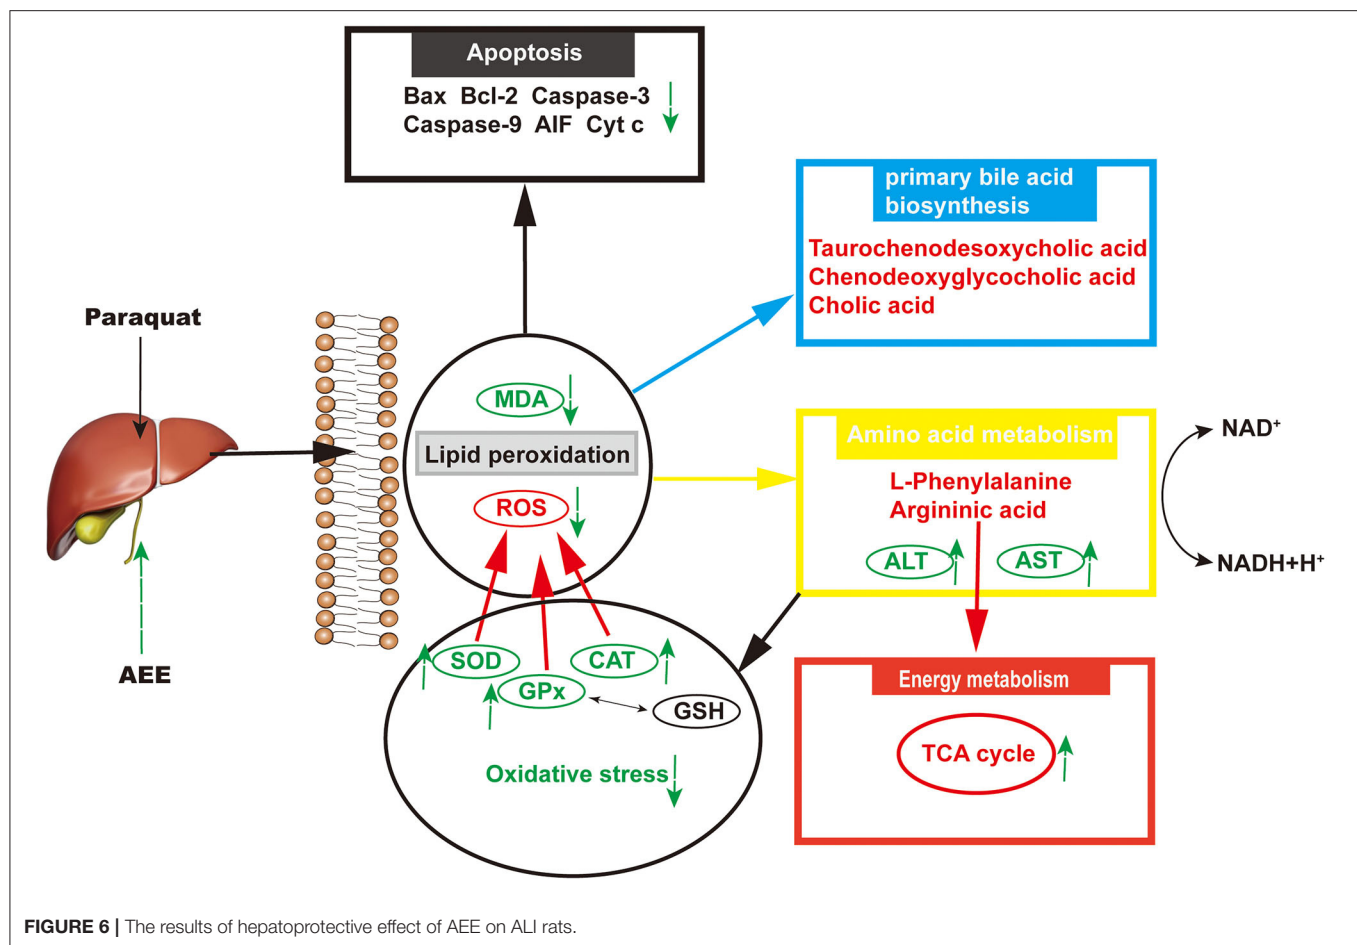 Apoptosis
Bax Bcl-2 Caspase-3
Caspase-9 AIF Cyt c
primary bile acid
biosynthesis
Taurochenodesoxycholic acid
Chenodeoxyglycocholic acid
Cholic acid
Paraquat
AEE
MDA
Lipid peroxidation
ROS
SOD
CAT
GPx
GSH
Oxidative stress
Amino acid metabolism
L-Phenylalanine
Argininic acid
ALT
AST
NAD⁺
NADH+H⁺
Energy metabolism
TCA cycle
FIGURE 6 | The results of hepatoprotective effect of AEE on ALI rats.